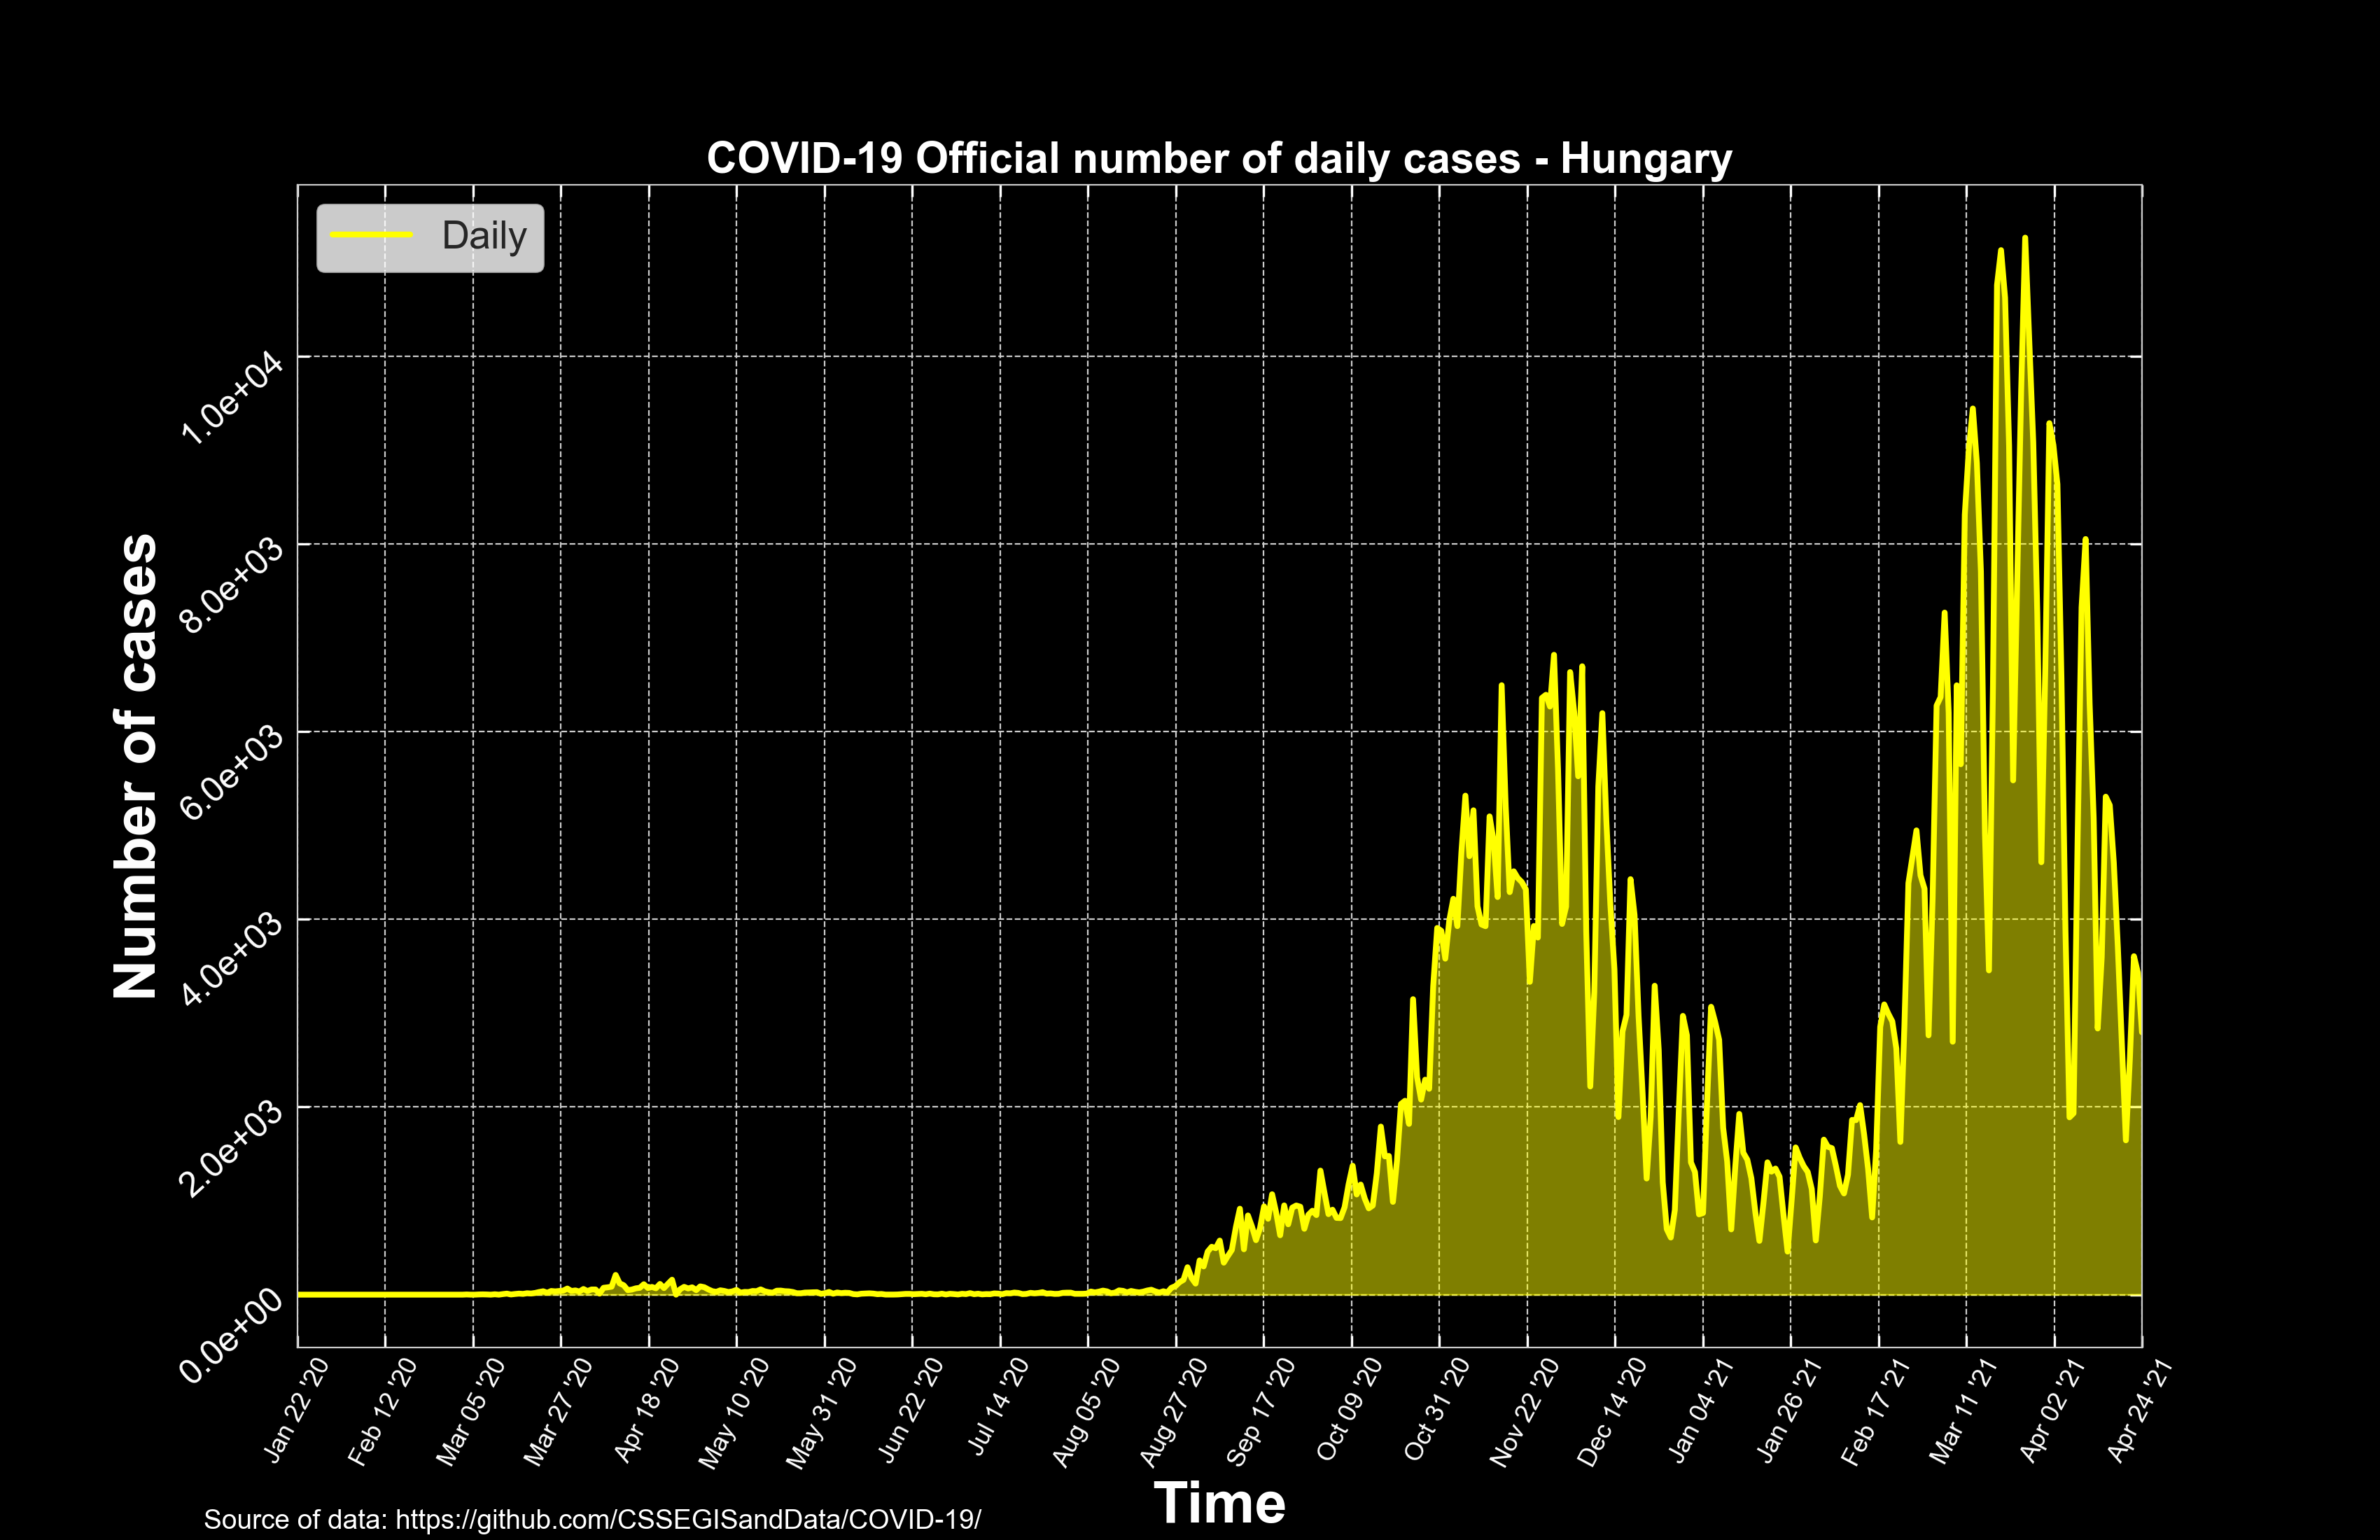 COVID-19 Official number of daily cases - Hungary
Daily
Number of cases
1.0e+04
8.0e+03
6.0e+03
4.0e+03
2.0e+03
0.0e+00
Jan 22 '20
Feb 12 '20
Mar 05 '20
Mar 27 '20
Apr 18 '20
May 10 '20
May 31 '20
Jun 22 '20
Jul 14 '20
Aug 05 '20
Aug 27 '20
Sep 17 '20
Oct 09 '20
Oct 31 '20
Nov 22 '20
Dec 14 '20
Jan 04 '21
Jan 26 '21
Feb 17 '21
Mar 11 '21
Apr 02 '21
Apr 24 '21
Time
Source of data: https://github.com/CSSEGISandData/COVID-19/